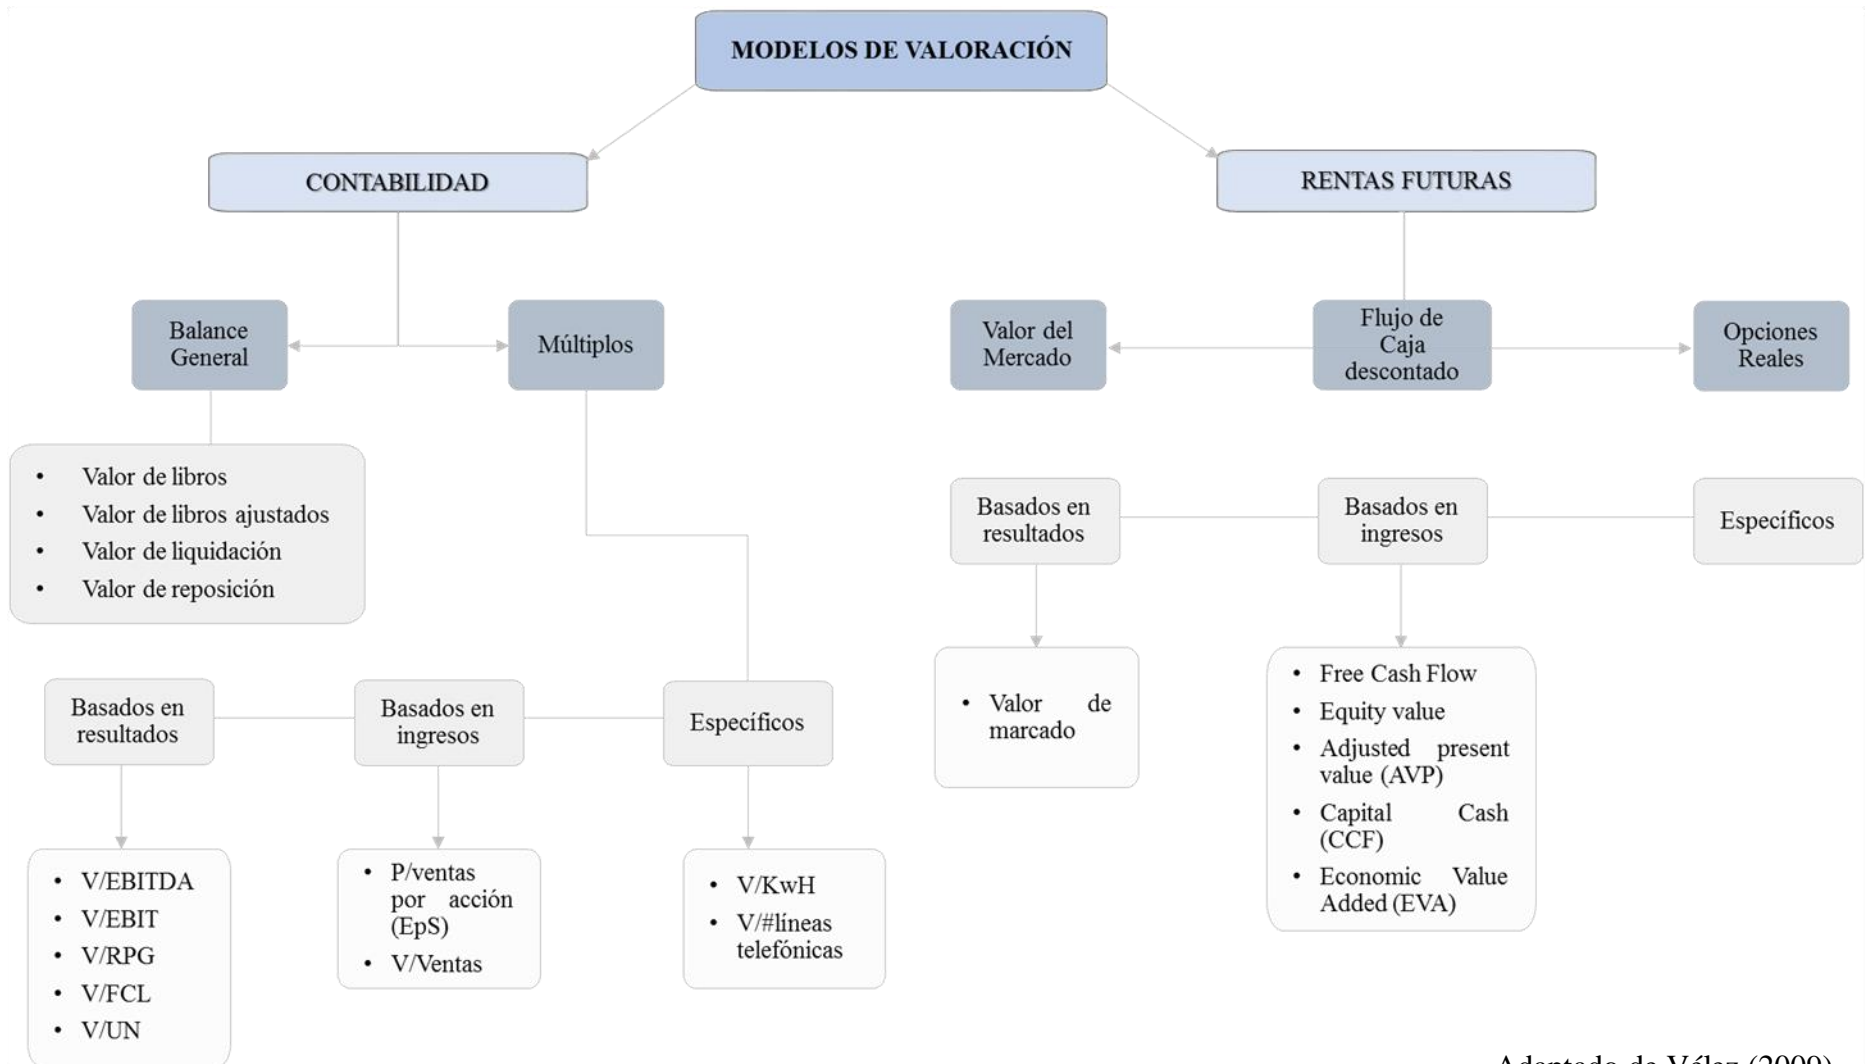 MODELOS DE VALORACIÓN
CONTABILIDAD
RENTAS FUTURAS
Balance
General
Múltiplos
Valor del
Mercado
Flujo de
Caja
descontado
Opciones
Reales
• Valor de libros
• Valor de libros ajustados
• Valor de liquidación
• Valor de reposición
Basados en
resultados
Basados en
ingresos
Específicos
• Valor de
marcado
• Free Cash Flow
• Equity value
• Adjusted present
value (AVP)
• Capital Cash
(CCF)
• Economic Value
Added (EVA)
Basados en
resultados
Basados en
ingresos
Específicos
• V/EBITDA
• V/EBIT
• V/RPG
• V/FCL
• V/UN
• P/ventas
por acción
(EpS)
• V/Ventas
• V/KwH
• V/#líneas
telefónicas
Adaptado de Vélez (2009)